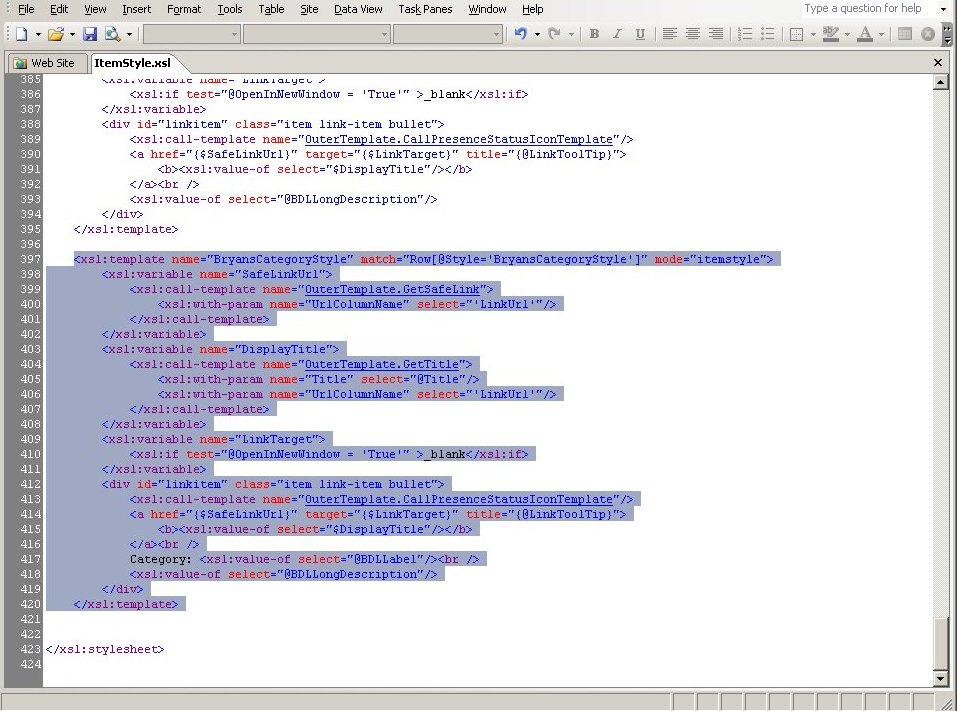 File Edit View Insert Format Tools Table Site Data View Task Panes Window Help Type a question for help
B I U ab A
Web Site ItemStyle.xsl
385 <xsl:variable name="LinkTarget">
386 <xsl:if test="@OpenInNewWindow = 'True'" >_blank</xsl:if>
387 </xsl:variable>
388 <div id="linkitem" class="item link-item bullet">
389 <xsl:call-template name="OuterTemplate.CallPresenceStatusIconTemplate"/>
390 <a href="{$SafeLinkUrl}" target="{$LinkTarget}" title="{@LinkToolTip}">
391 <b><xsl:value-of select="$DisplayTitle"/></b>
392 </a><br />
393 <xsl:value-of select="@BDLLongDescription"/>
394 </div>
395 </xsl:template>
396
397 <xsl:template name="BryansCategoryStyle" match="Row[@Style='BryansCategoryStyle']" mode="itemstyle">
398 <xsl:variable name="SafeLinkUrl">
399 <xsl:call-template name="OuterTemplate.GetSafeLink">
400 <xsl:with-param name="UrlColumnName" select="'LinkUrl'"/>
401 </xsl:call-template>
402 </xsl:variable>
403 <xsl:variable name="DisplayTitle">
404 <xsl:call-template name="OuterTemplate.GetTitle">
405 <xsl:with-param name="Title" select="@Title"/>
406 <xsl:with-param name="UrlColumnName" select="'LinkUrl'"/>
407 </xsl:call-template>
408 </xsl:variable>
409 <xsl:variable name="LinkTarget">
410 <xsl:if test="@OpenInNewWindow = 'True'" >_blank</xsl:if>
411 </xsl:variable>
412 <div id="linkitem" class="item link-item bullet">
413 <xsl:call-template name="OuterTemplate.CallPresenceStatusIconTemplate"/>
414 <a href="{$SafeLinkUrl}" target="{$LinkTarget}" title="{@LinkToolTip}">
415 <b><xsl:value-of select="$DisplayTitle"/></b>
416 </a><br />
417 Category: <xsl:value-of select="@BDLLabel"/><br />
418 <xsl:value-of select="@BDLLongDescription"/>
419 </div>
420 </xsl:template>
421
422
423 </xsl:stylesheet>
424